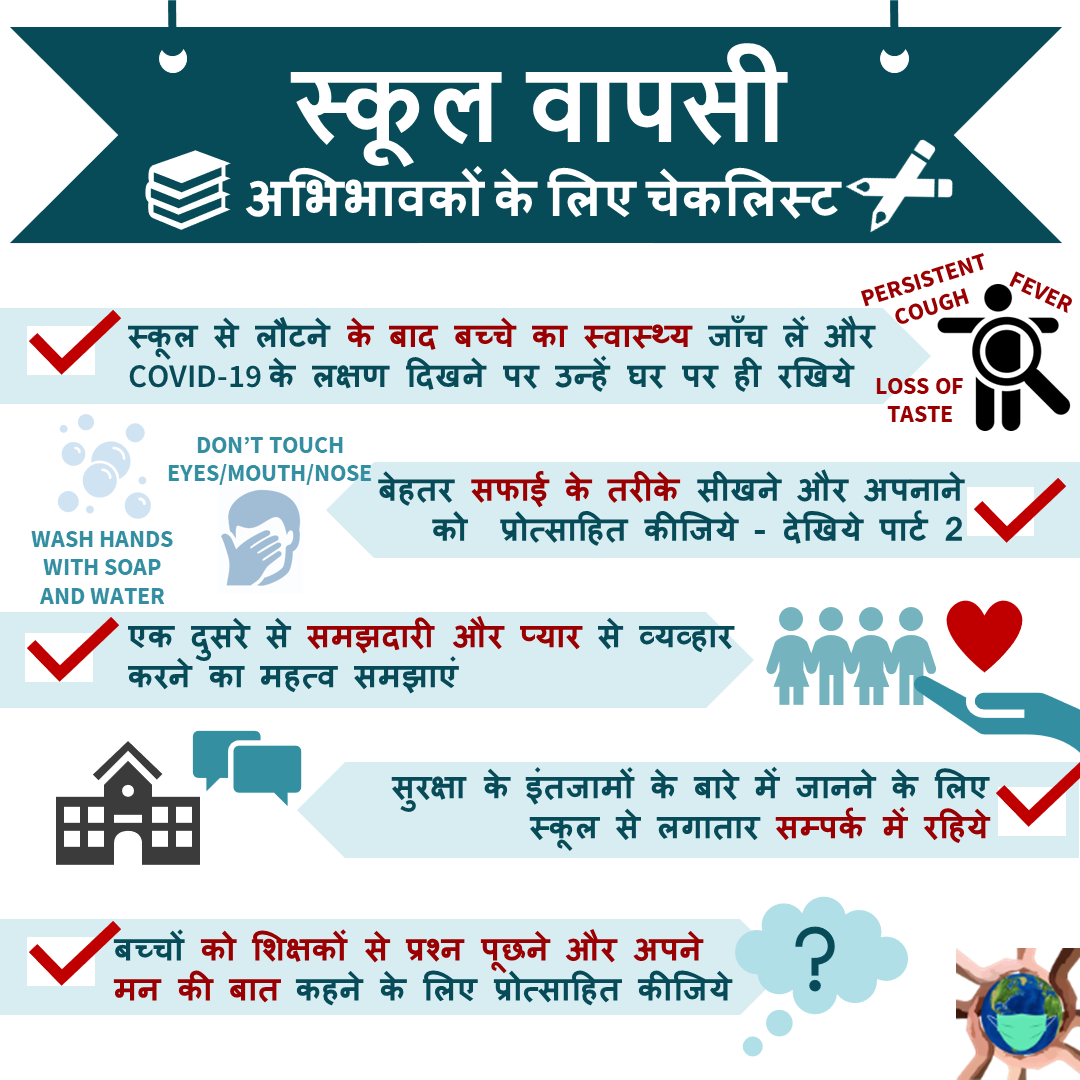 स्कूल वापसी
अभिभावकों के लिए चेकलिस्ट
PERSISTENT
COUGH
FEVER
स्कूल से लौटने के बाद बच्चे का स्वास्थ्य जाँच लें और
COVID-19 के लक्षण दिखने पर उन्हें घर पर ही रखिये
LOSS OF
TASTE
DON'T TOUCH
EYES/MOUTH/NOSE
बेहतर सफाई के तरीके सीखने और अपनाने
को प्रोत्साहित कीजिये - देखिये पार्ट 2
WASH HANDS
WITH SOAP
AND WATER
एक दुसरे से समझदारी और प्यार से व्यव्हार
करने का महत्व समझाएं
सुरक्षा के इंतजामों के बारे में जानने के लिए
स्कूल से लगातार सम्पर्क में रहिये
बच्चों को शिक्षकों से प्रश्न पूछने और अपने
मन की बात कहने के लिए प्रोत्साहित कीजिये
?